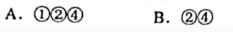 A. ①②④ B. ②④